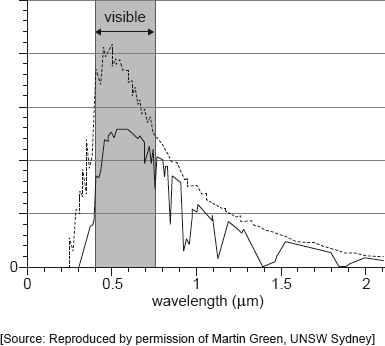 visible
0
0 0.5 1 1.5 2
wavelength (µm)
[Source: Reproduced by permission of Martin Green, UNSW Sydney]